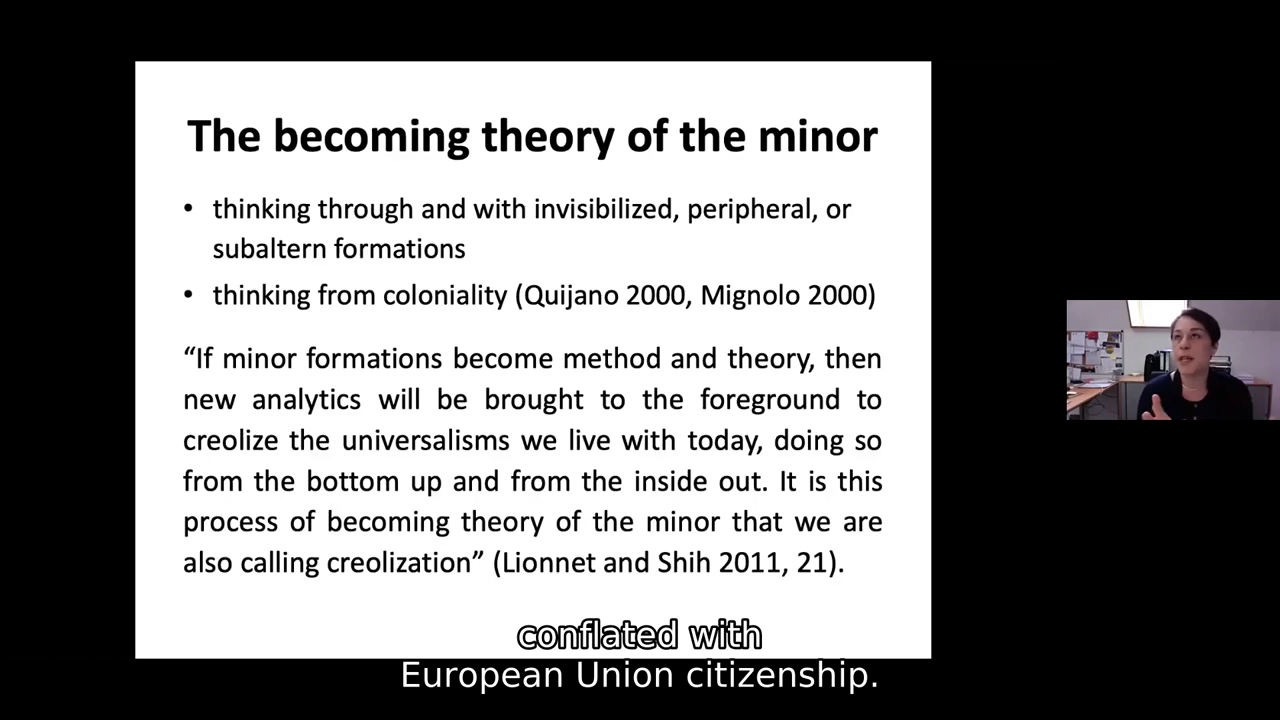 The becoming theory of the minor
• thinking through and with invisibilized, peripheral, or
subaltern formations
• thinking from coloniality (Quijano 2000, Mignolo 2000)
“If minor formations become method and theory, then
new analytics will be brought to the foreground to
creolize the universalisms we live with today, doing so
from the bottom up and from the inside out. It is this
process of becoming theory of the minor that we are
also calling creolization” (Lionnet and Shih 2011, 21).
conflated with
European Union citizenship.